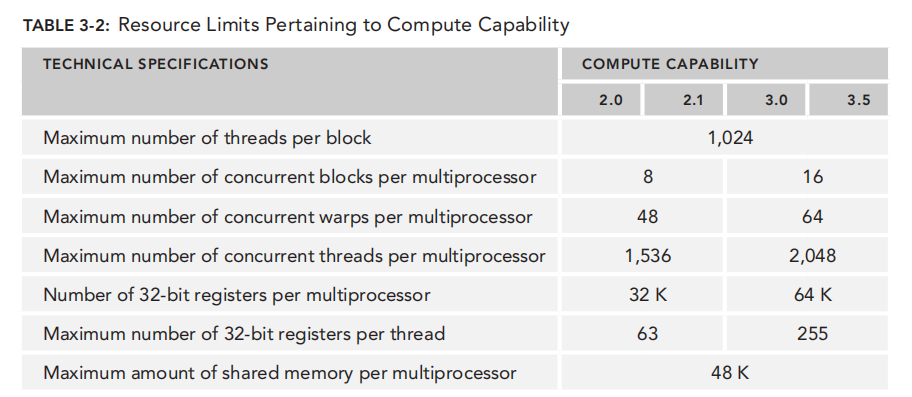 TABLE 3-2: Resource Limits Pertaining to Compute Capability
TECHNICAL SPECIFICATIONS COMPUTE CAPABILITY
2.0 2.1 3.0 3.5
Maximum number of threads per block 1,024
Maximum number of concurrent blocks per multiprocessor 8 16
Maximum number of concurrent warps per multiprocessor 48 64
Maximum number of concurrent threads per multiprocessor 1,536 2,048
Number of 32-bit registers per multiprocessor 32 K 64 K
Maximum number of 32-bit registers per thread 63 255
Maximum amount of shared memory per multiprocessor 48 K